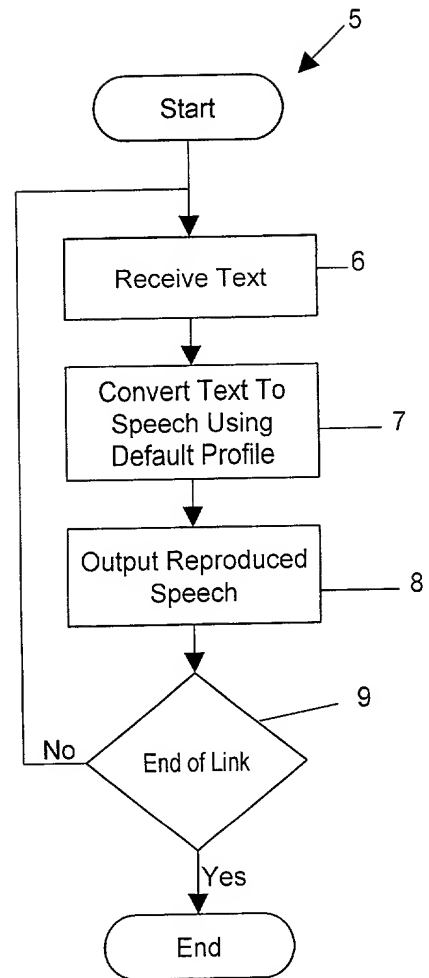 5
Start
Receive Text
6
Convert Text To
Speech Using
Default Profile
7
Output Reproduced
Speech
8
9
End of Link
No
Yes
End